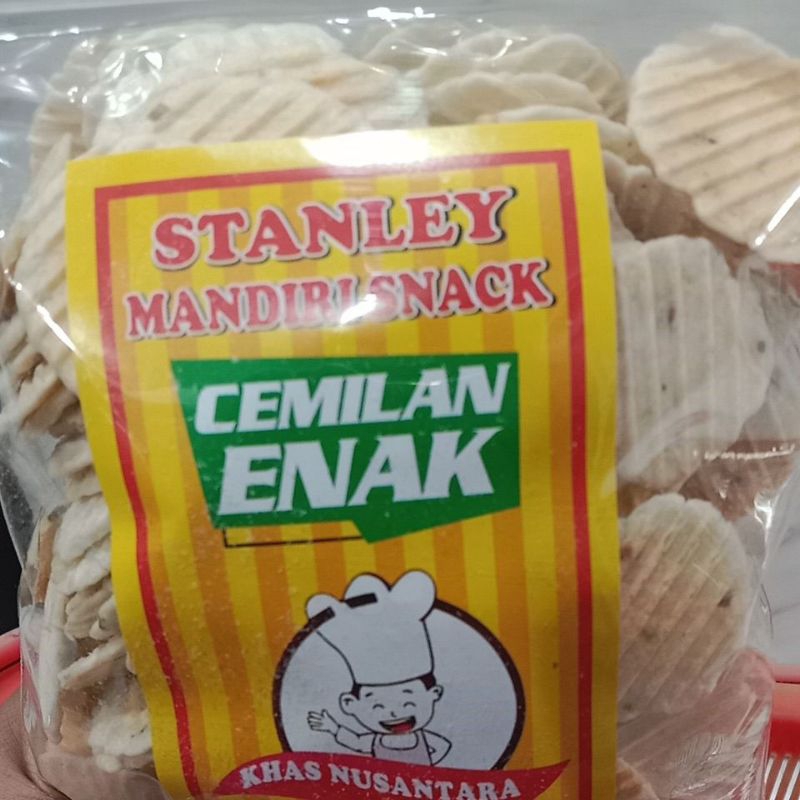 STANLEY
MANDIRI SNACK
CEMILAN
ENAK
KHAS NUSANTARA